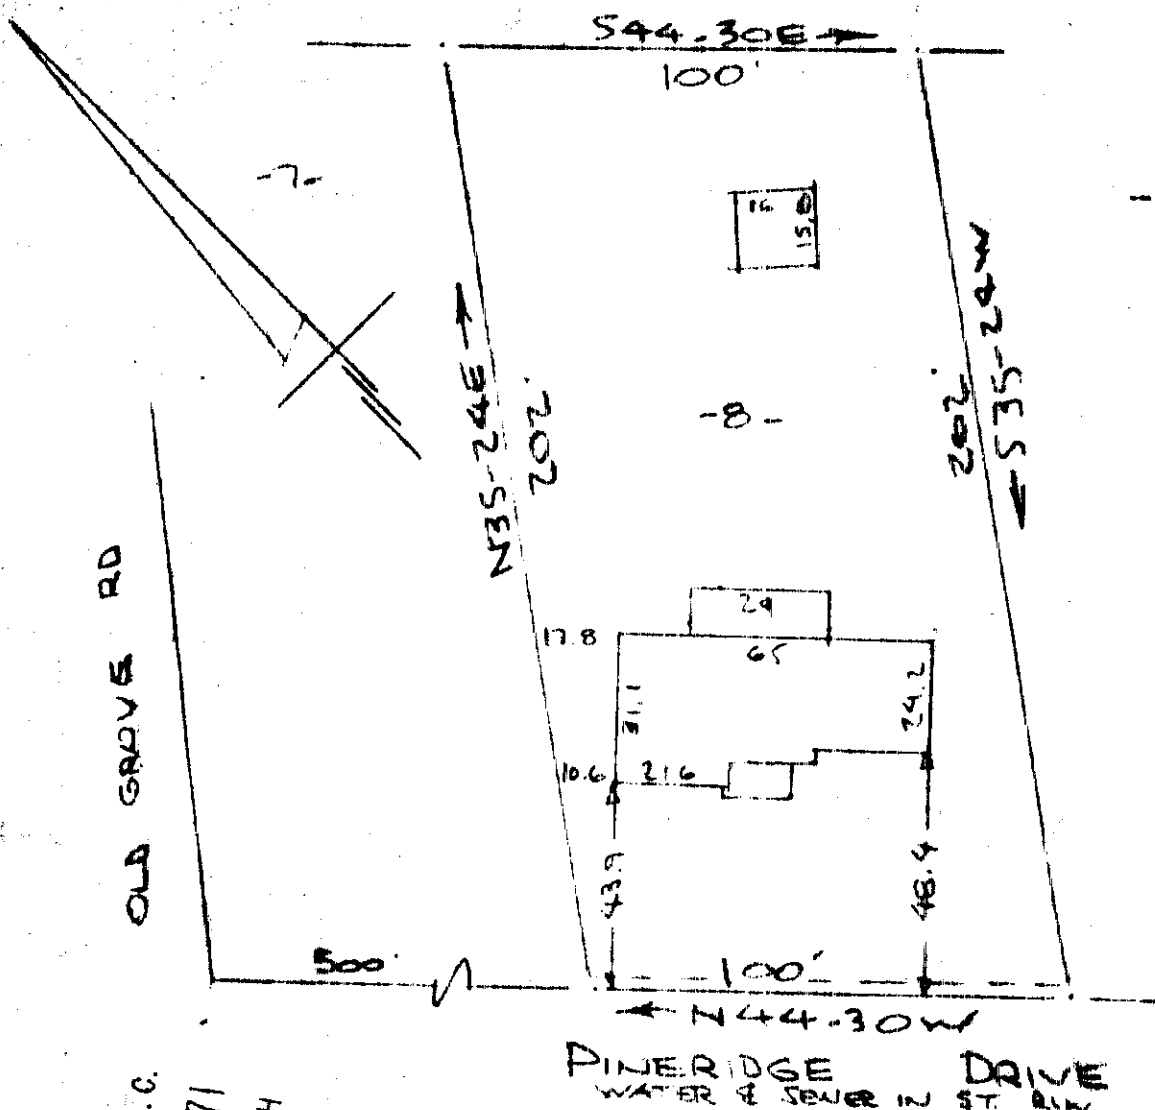 S44.30E
100'
-7-
16
15.8
N35-24E
202'
-8-
202'
S35-24W
OLD GROVE RD
24
17.8
65
31.1
24.2
10.6
21.6
43.9
48.4
500'
100'
N44.30W
PINERIDGE DRIVE
WATER & SEWER IN ST. R/W